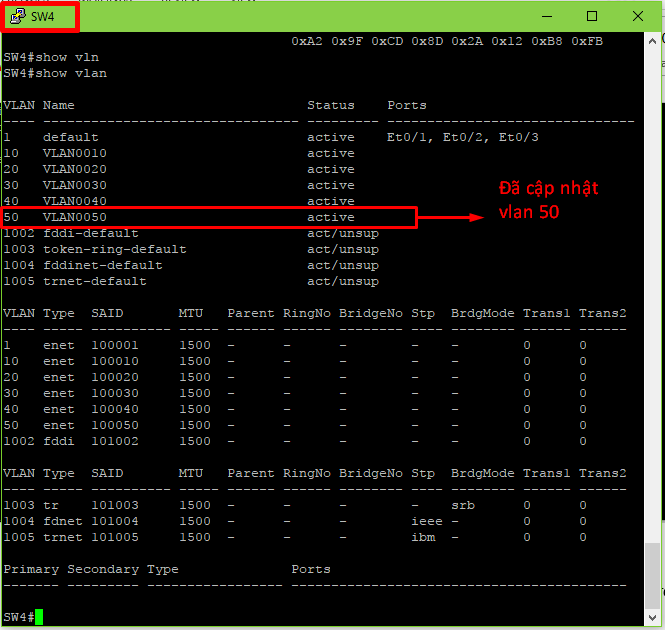 SW4
0xA2 0x9F 0xCD 0x8D 0x2A 0x12 0xB8 0xFB
SW4#show vln
SW4#show vlan
VLAN Name Status Ports
---- -------------------------------- --------- -------------------------------
1 default active Et0/1, Et0/2, Et0/3
10 VLAN0010 active
20 VLAN0020 active
30 VLAN0030 active
40 VLAN0040 active
50 VLAN0050 active
Đã cập nhật
vlan 50
1002 fddi-default act/unsup
1003 token-ring-default act/unsup
1004 fddinet-default act/unsup
1005 trnet-default act/unsup
VLAN Type SAID MTU Parent RingNo BridgeNo Stp BrdgMode Trans1 Trans2
---- ----- ---------- ----- ------ ------ -------- ---- -------- ------ ------
1 enet 100001 1500 - - - - - 0 0
10 enet 100010 1500 - - - - - 0 0
20 enet 100020 1500 - - - - - 0 0
30 enet 100030 1500 - - - - - 0 0
40 enet 100040 1500 - - - - - 0 0
50 enet 100050 1500 - - - - - 0 0
1002 fddi 101002 1500 - - - - - 0 0
VLAN Type SAID MTU Parent RingNo BridgeNo Stp BrdgMode Trans1 Trans2
---- ----- ---------- ----- ------ ------ -------- ---- -------- ------ ------
1003 tr 101003 1500 - - - - srb 0 0
1004 fdnet 101004 1500 - - - ieee - 0 0
1005 trnet 101005 1500 - - - ibm - 0 0
Primary Secondary Type Ports
------- --------- ----------------- ------------------------------------------
SW4#